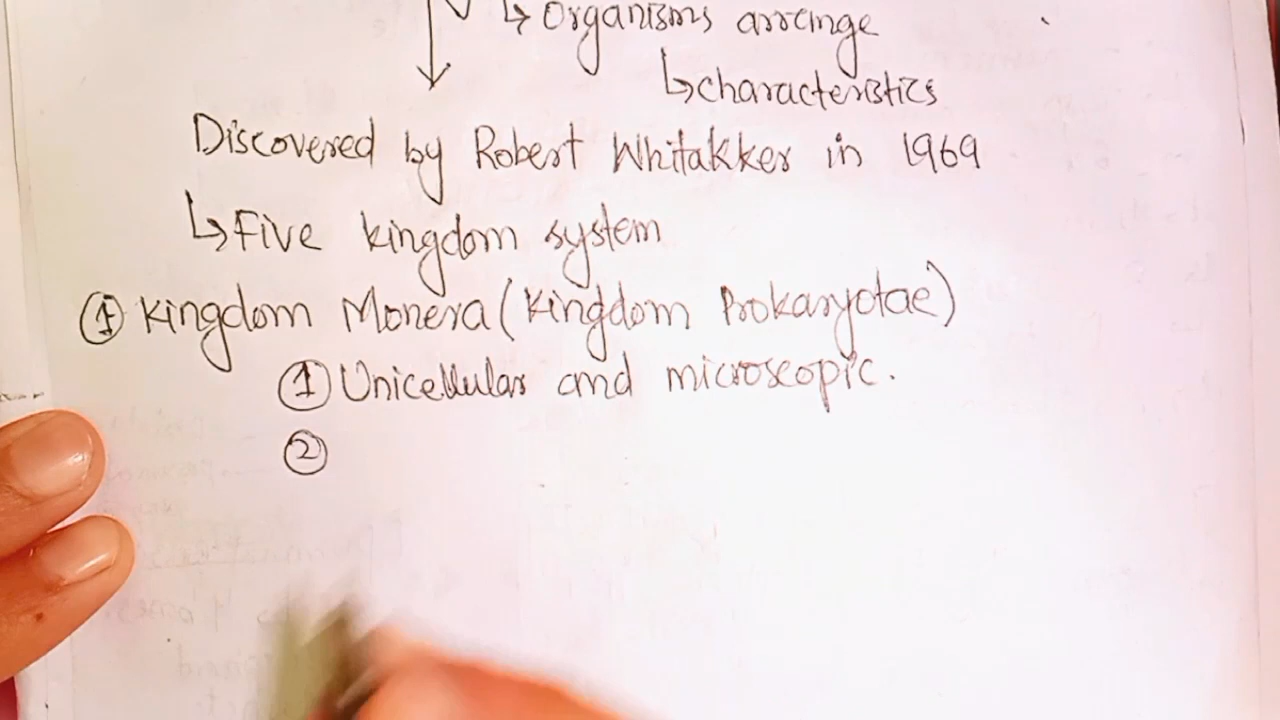 ↳ Organisms arrange
↳ characteristics
Discovered by Robert Whitakker in 1969
↳ Five kingdom system
① Kingdom Monera (Kingdom Prokaryotae)
① Unicellular and microscopic.
②